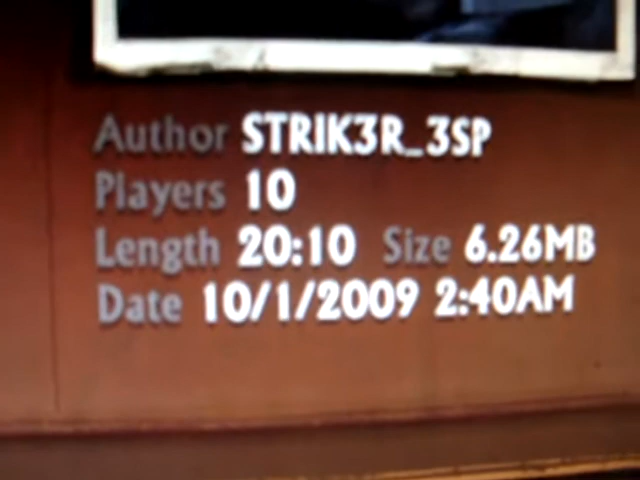 Author STRIK3R_3SP
Players 10
Length 20:10 Size 6.26MB
Date 10/1/2009 2:40AM